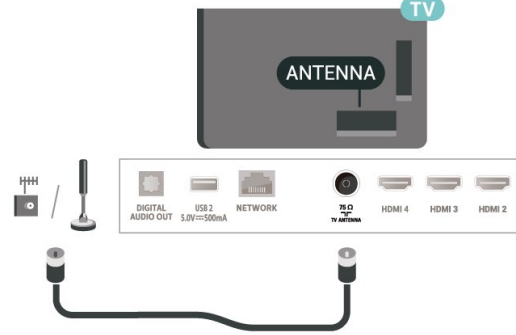 TV
ANTENNA
DIGITAL
AUDIO OUT
USB 2
5.0V⎓500mA
NETWORK
75 Ω
TV ANTENNA
HDMI 4
HDMI 3
HDMI 2